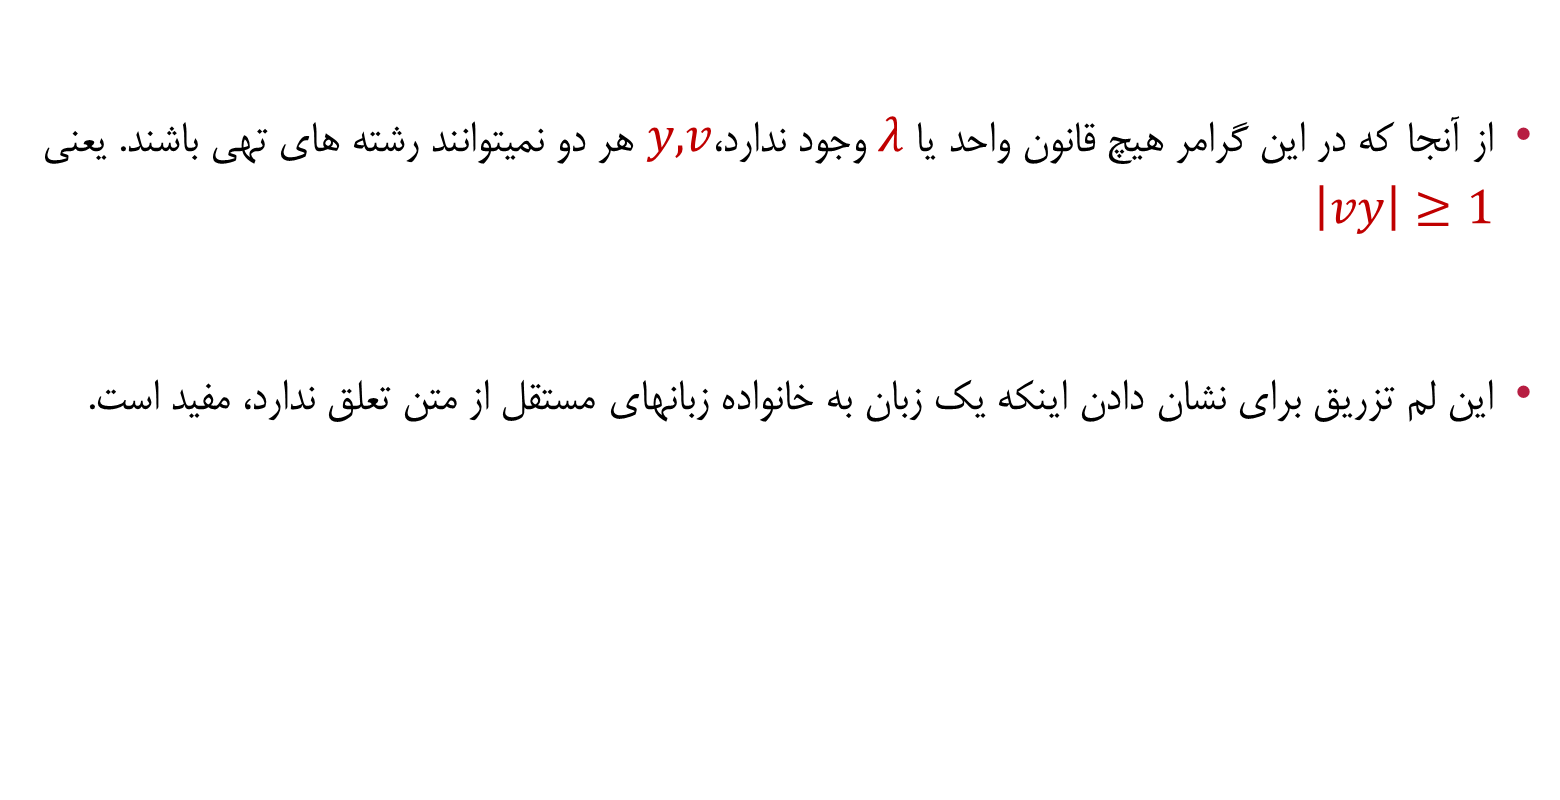 • از آنجا که در این گرامر هیچ قانون واحد یا λ وجود ندارد، y,v هر دو نمیتوانند رشته های تهی باشند. یعنی
|vy| ≥ 1
• این لم تزریق برای نشان دادن اینکه یک زبان به خانواده زبانهای مستقل از متن تعلق ندارد، مفید است.